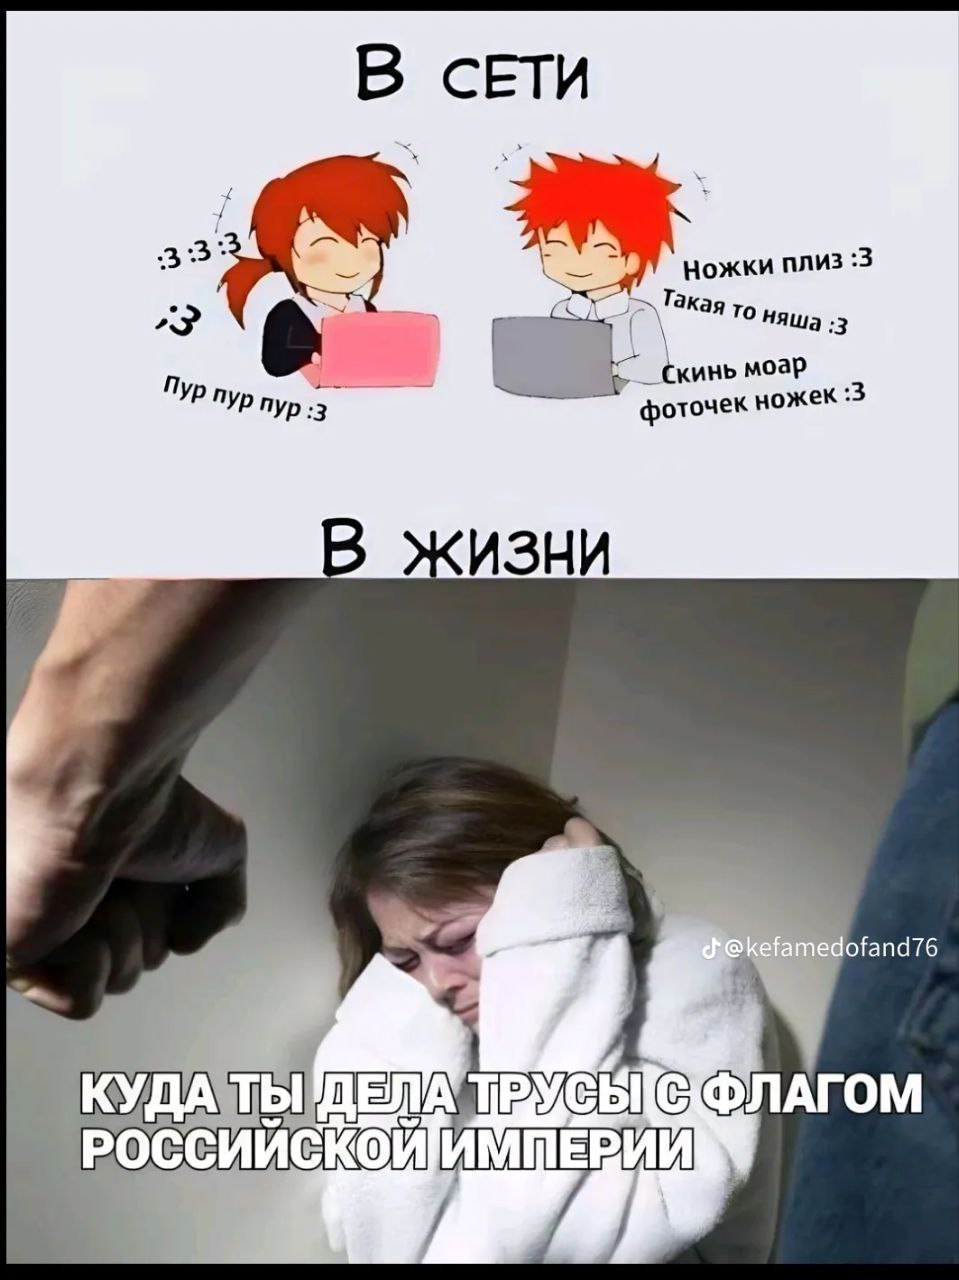 В СЕТИ
:3 :3 :3
;3
Пур пур пур :3
Ножки плиз :3
Такая то няша :3
Скинь моар
фоточек ножек :3
В ЖИЗНИ
@kefamedofand76
КУДА ТЫ ДЕЛА ТРУСЫ С ФЛАГОМ
РОССИЙСКОЙ ИМПЕРИИ